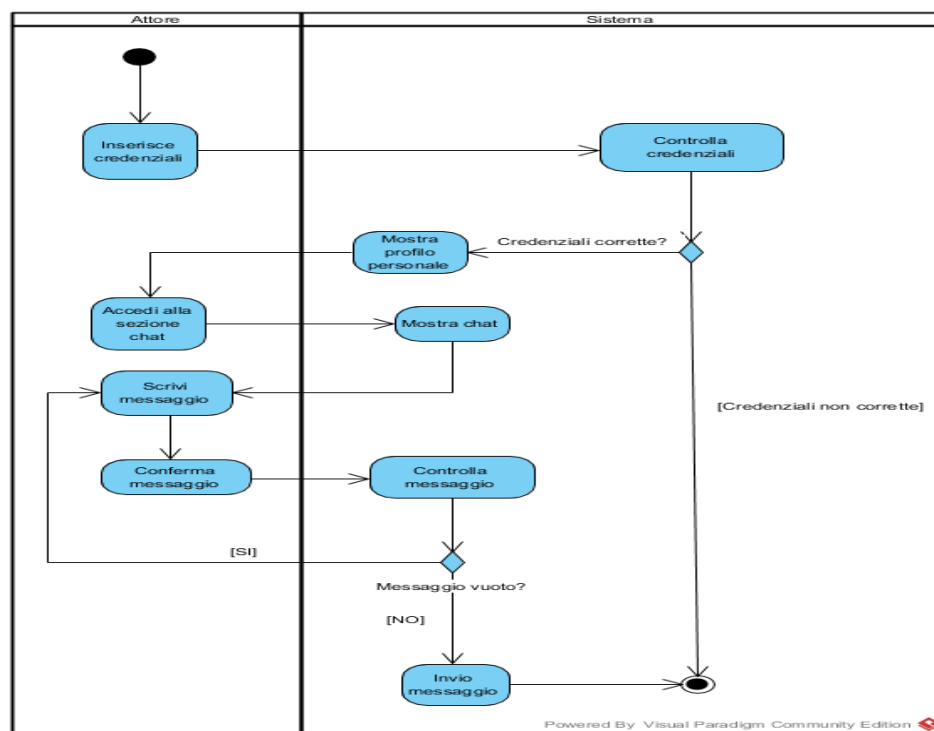 Attore
Sistema
Inserisce
credenziali
Controlla
credenziali
Mostra
profilo
personale
Credenziali corrette?
Accedi alla
sezione
chat
Mostra chat
Scrivi
messaggio
[Credenziali non corrette]
Conferma
messaggio
Controlla
messaggio
[SI]
Messaggio vuoto?
[NO]
Invio
messaggio
Powered By Visual Paradigm Community Edition